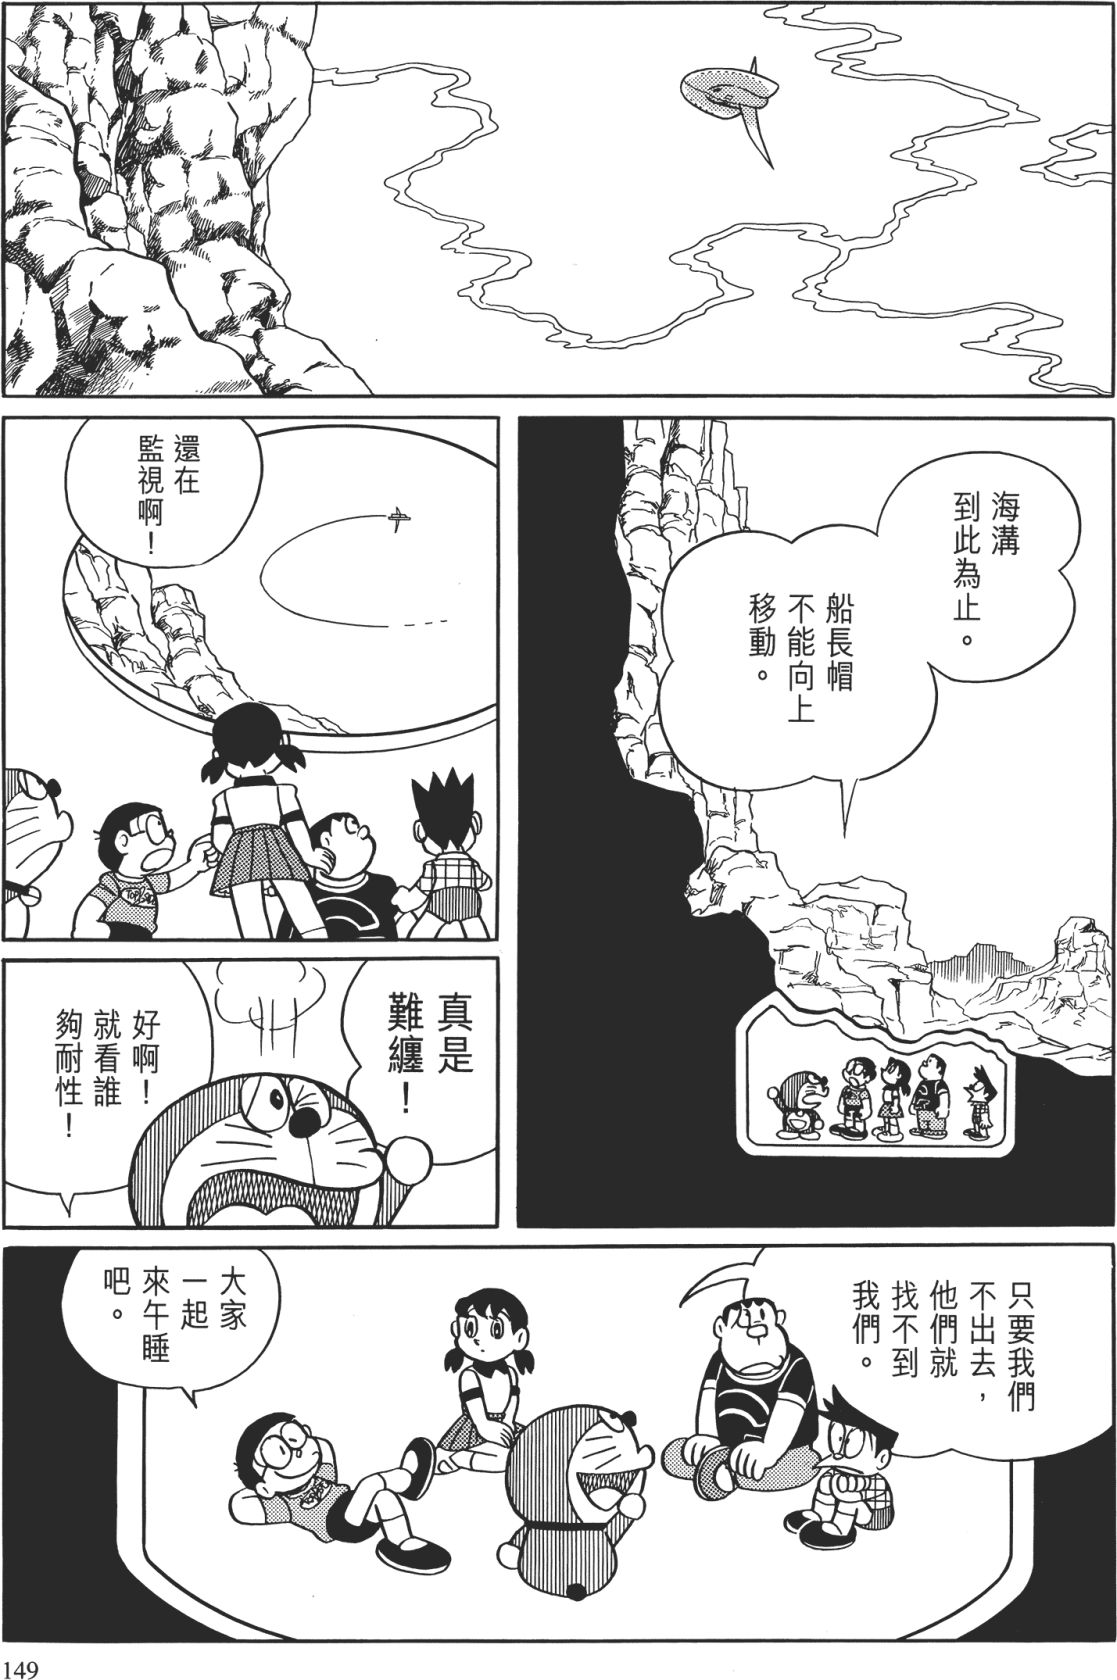 海溝
到此為止。
船長帽
不能向上
移動。
還在
監視啊！
真是
難纏！
好啊！
就看誰
夠耐性！
只要我們
不出去，
他們就
找不到
我們。
大家
一起
來午睡
吧。
149